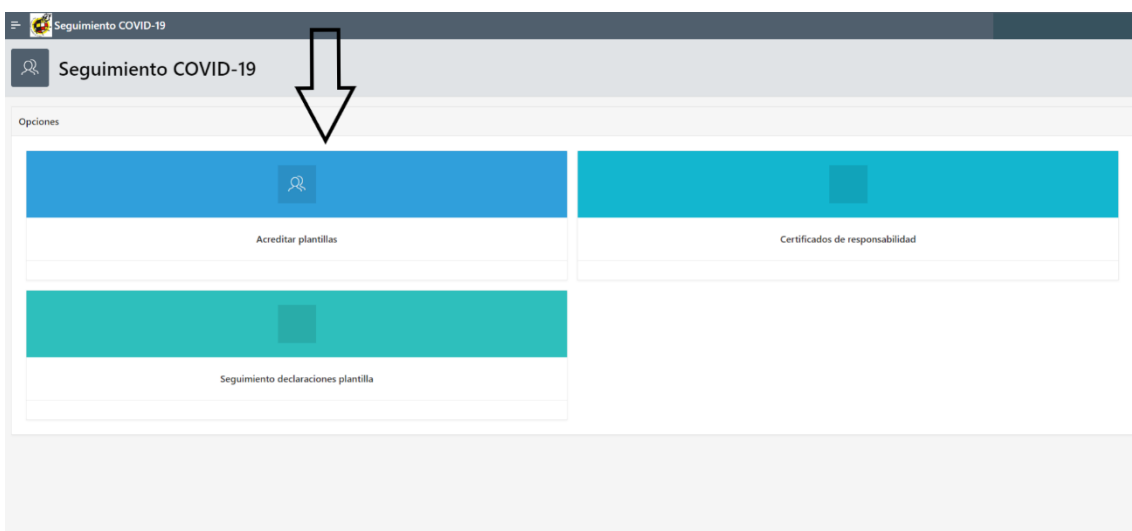 Seguimiento COVID-19
Seguimiento COVID-19
Opciones
Acreditar plantillas
Certificados de responsabilidad
Seguimiento declaraciones plantilla